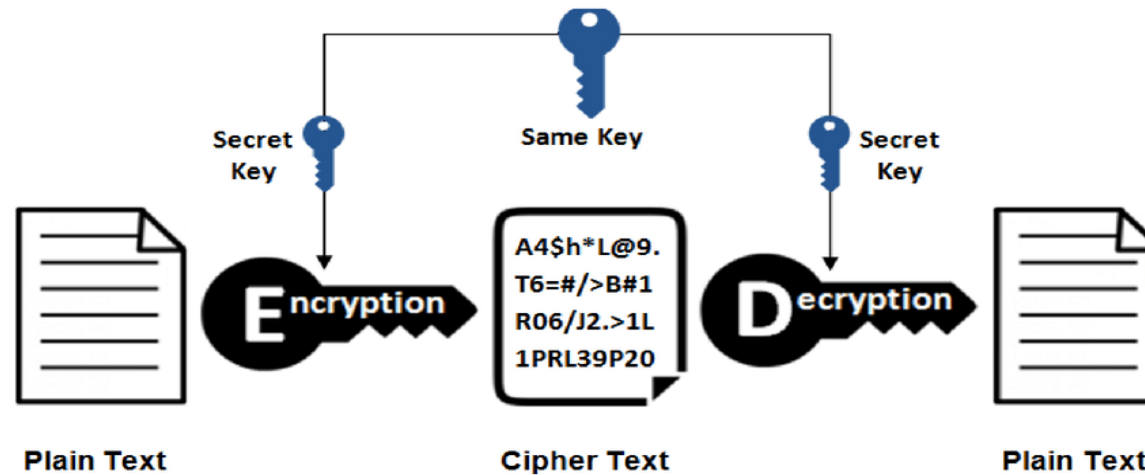 Same Key
Secret
Key
Secret
Key
Encryption
A4$h*L@9.
T6=#/>B#1
R06/J2.>1L
1PRL39P20
Decryption
Plain Text
Cipher Text
Plain Text